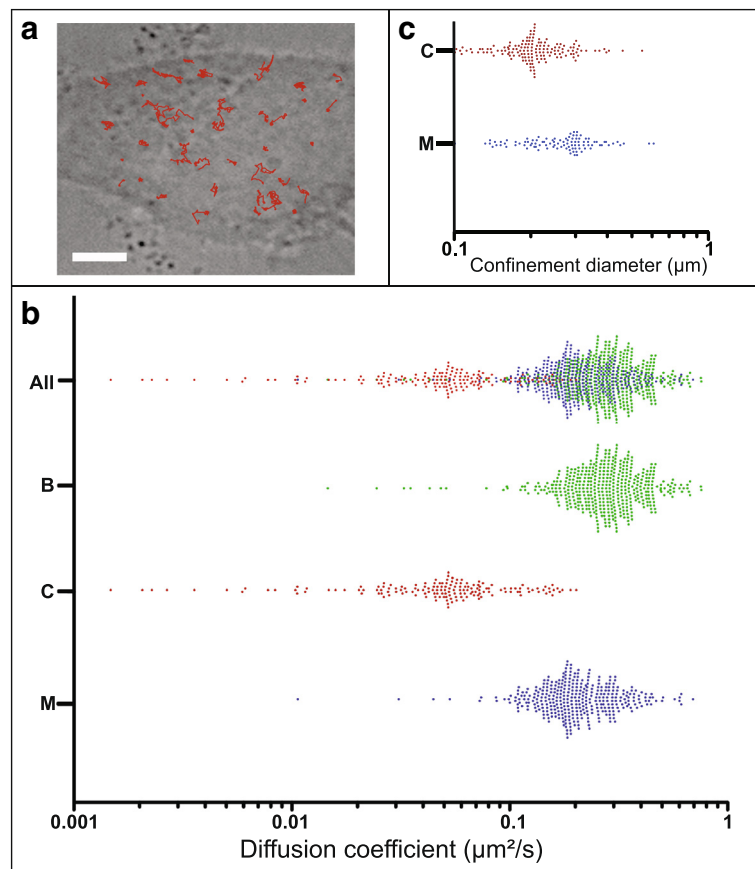 a
c
C
M
0.1
1
Confinement diameter (µm)
b
All
B
C
M
0.001
0.01
0.1
1
Diffusion coefficient (µm²/s)